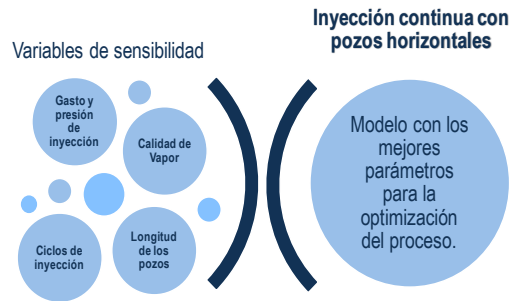 Inyección continua con
pozos horizontales
Variables de sensibilidad
Gasto y
presión
de
inyección
Calidad de
Vapor
Ciclos de
inyección
Longitud
de los
pozos
Modelo con los
mejores
parámetros
para la
optimización
del proceso.